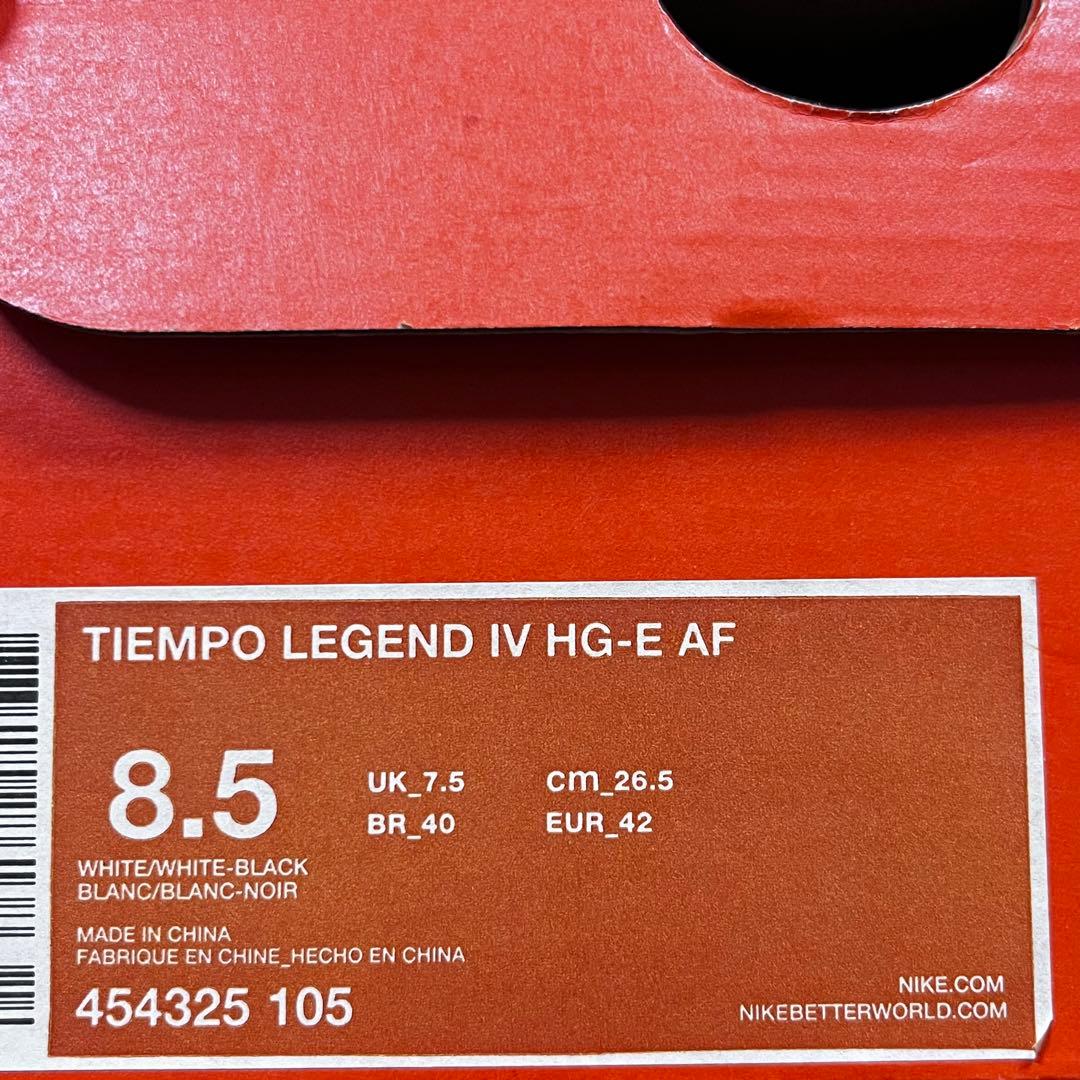 TIEMPO LEGEND IV HG-E AF
8.5
UK_7.5 cm_26.5
BR_40 EUR_42
WHITE/WHITE-BLACK
BLANC/BLANC-NOIR
MADE IN CHINA
FABRIQUE EN CHINE_HECHO EN CHINA
454325 105
NIKE.COM
NIKEBETTERWORLD.COM